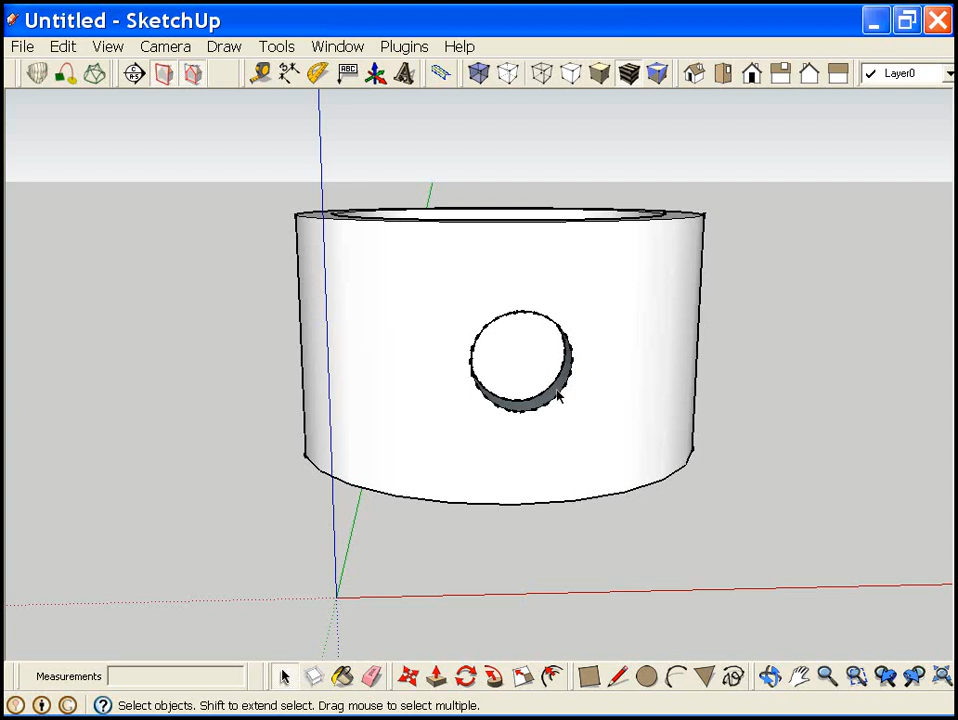 Untitled - SketchUp
File Edit View Camera Draw Tools Window Plugins Help
Layer0
Measurements
Select objects. Shift to extend select. Drag mouse to select multiple.